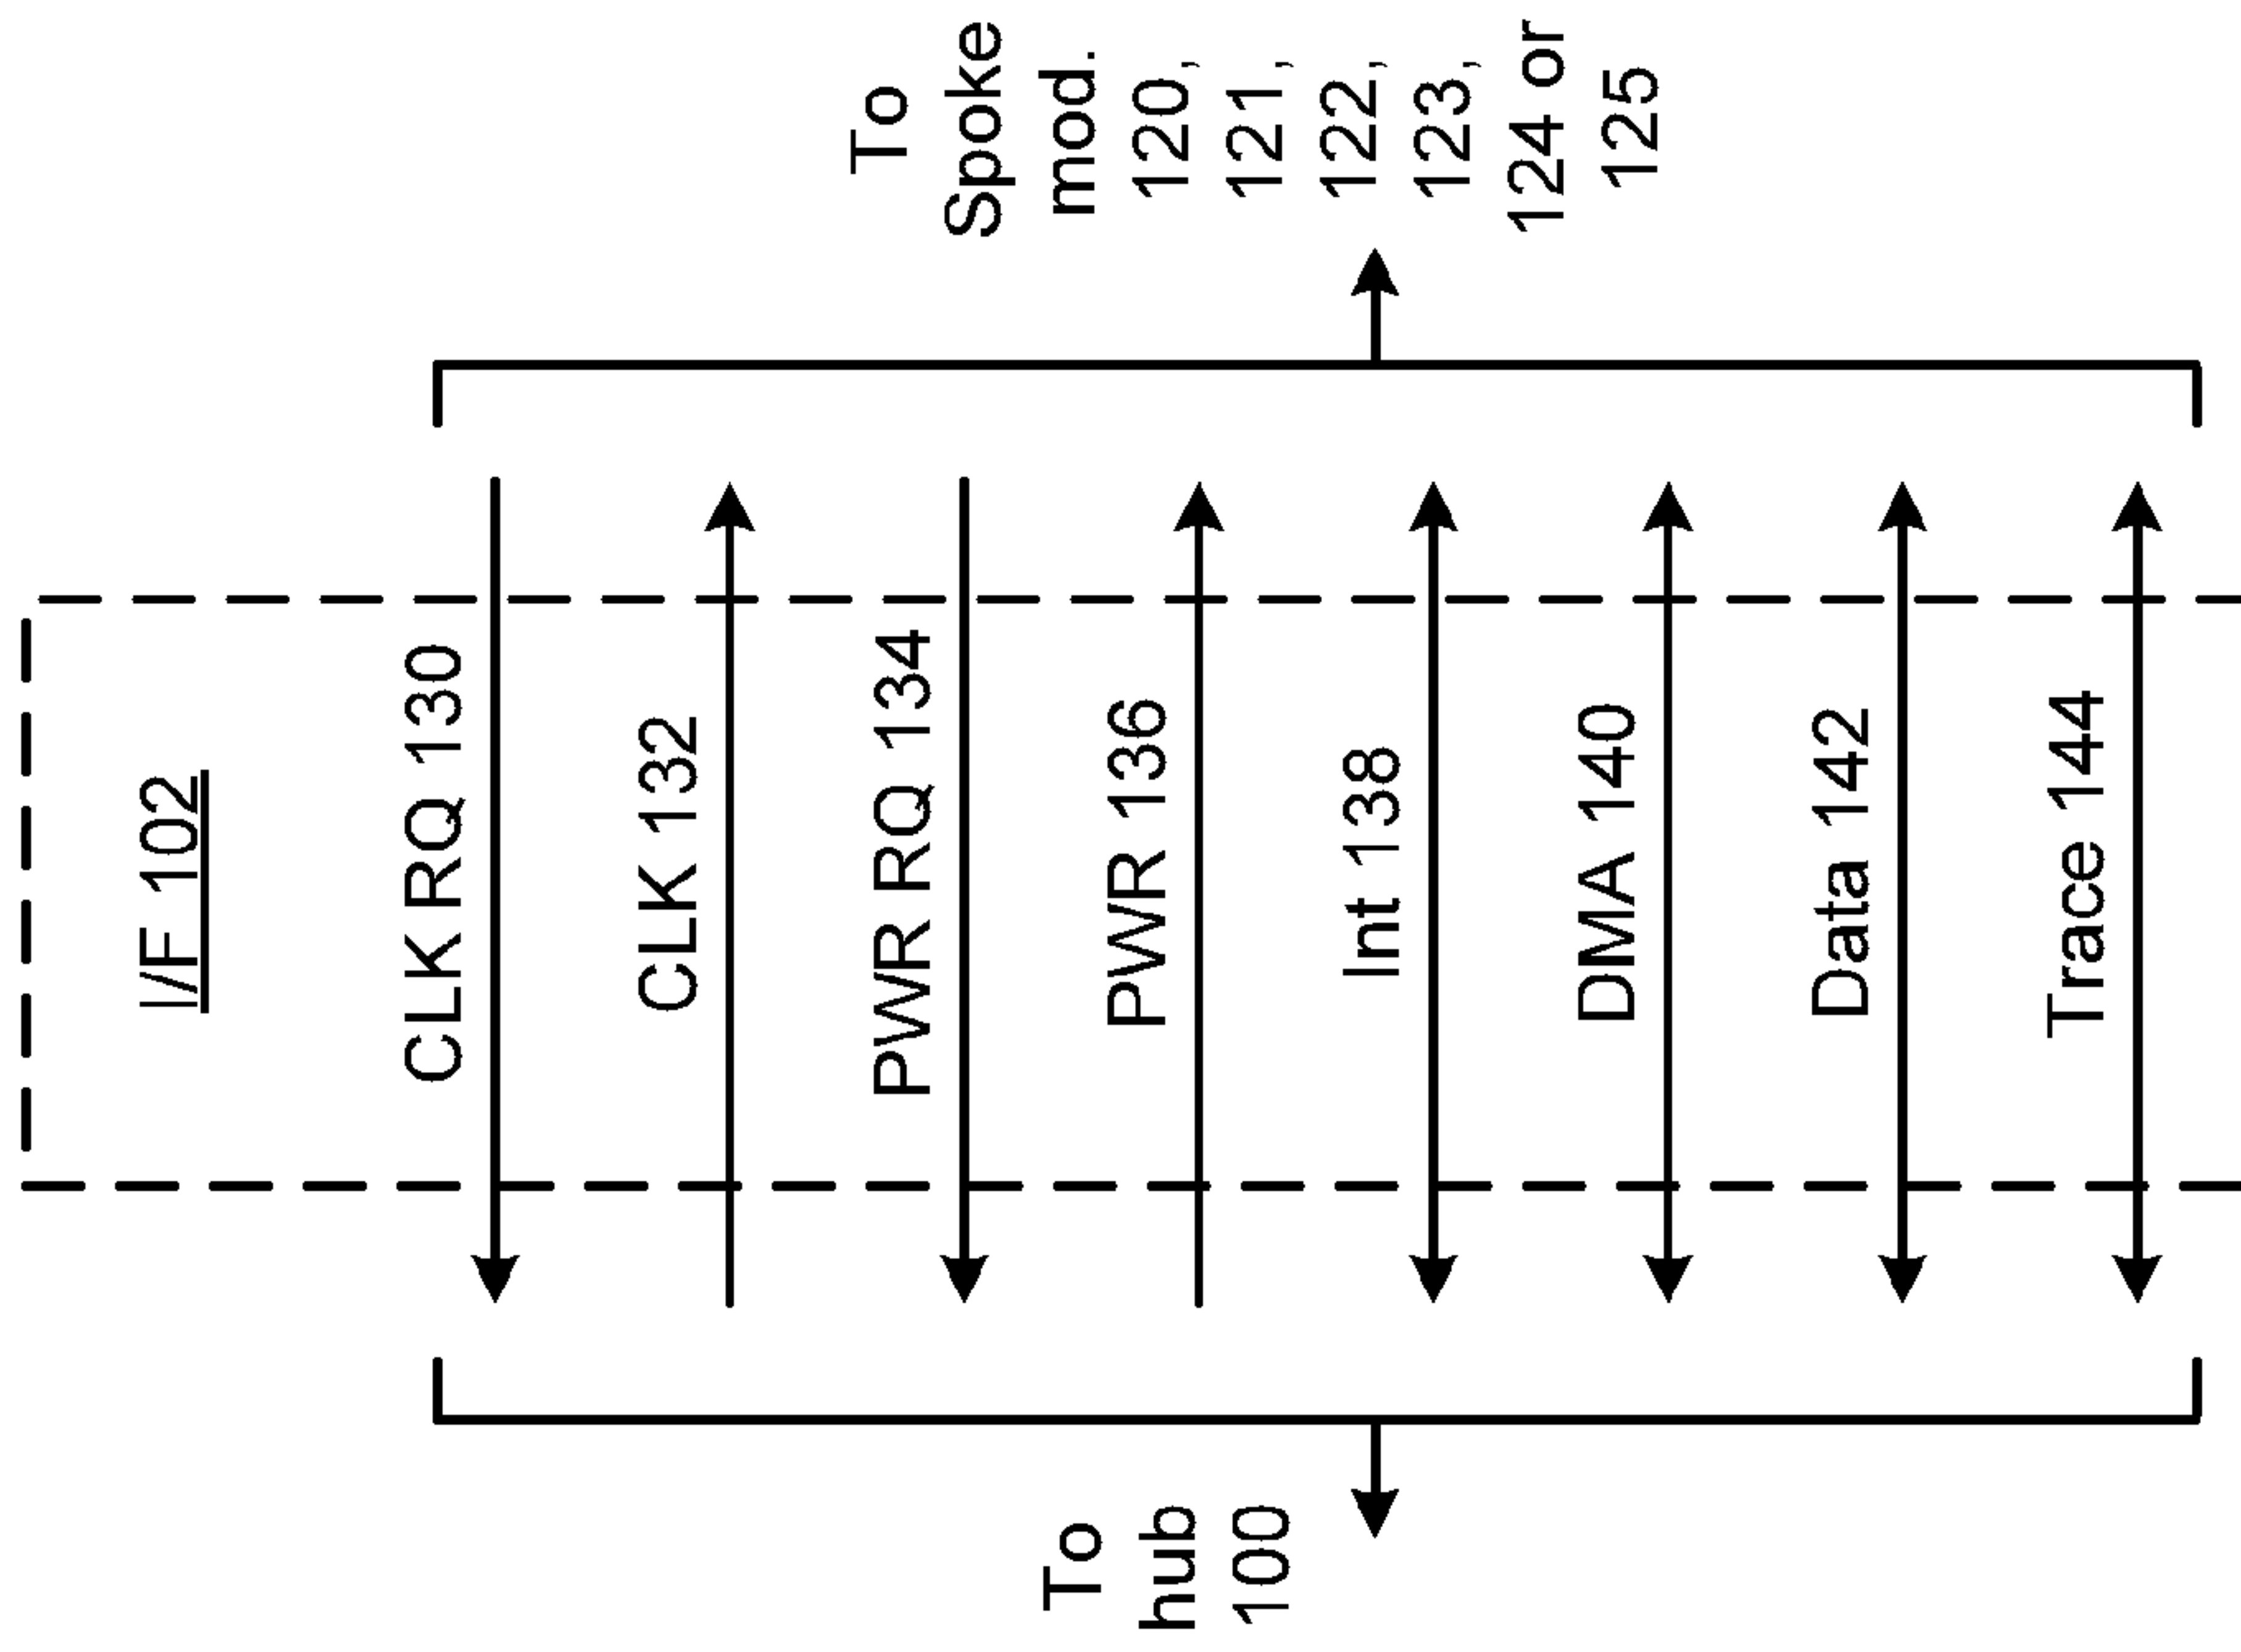 I/F 102
CLK RQ 130
CLK 132
PWR RQ 134
PWR 136
Int 138
DMA 140
Data 142
Trace 144
To
hub
100
To
Spoke
mod.
120,
121,
122,
123,
124 or
125